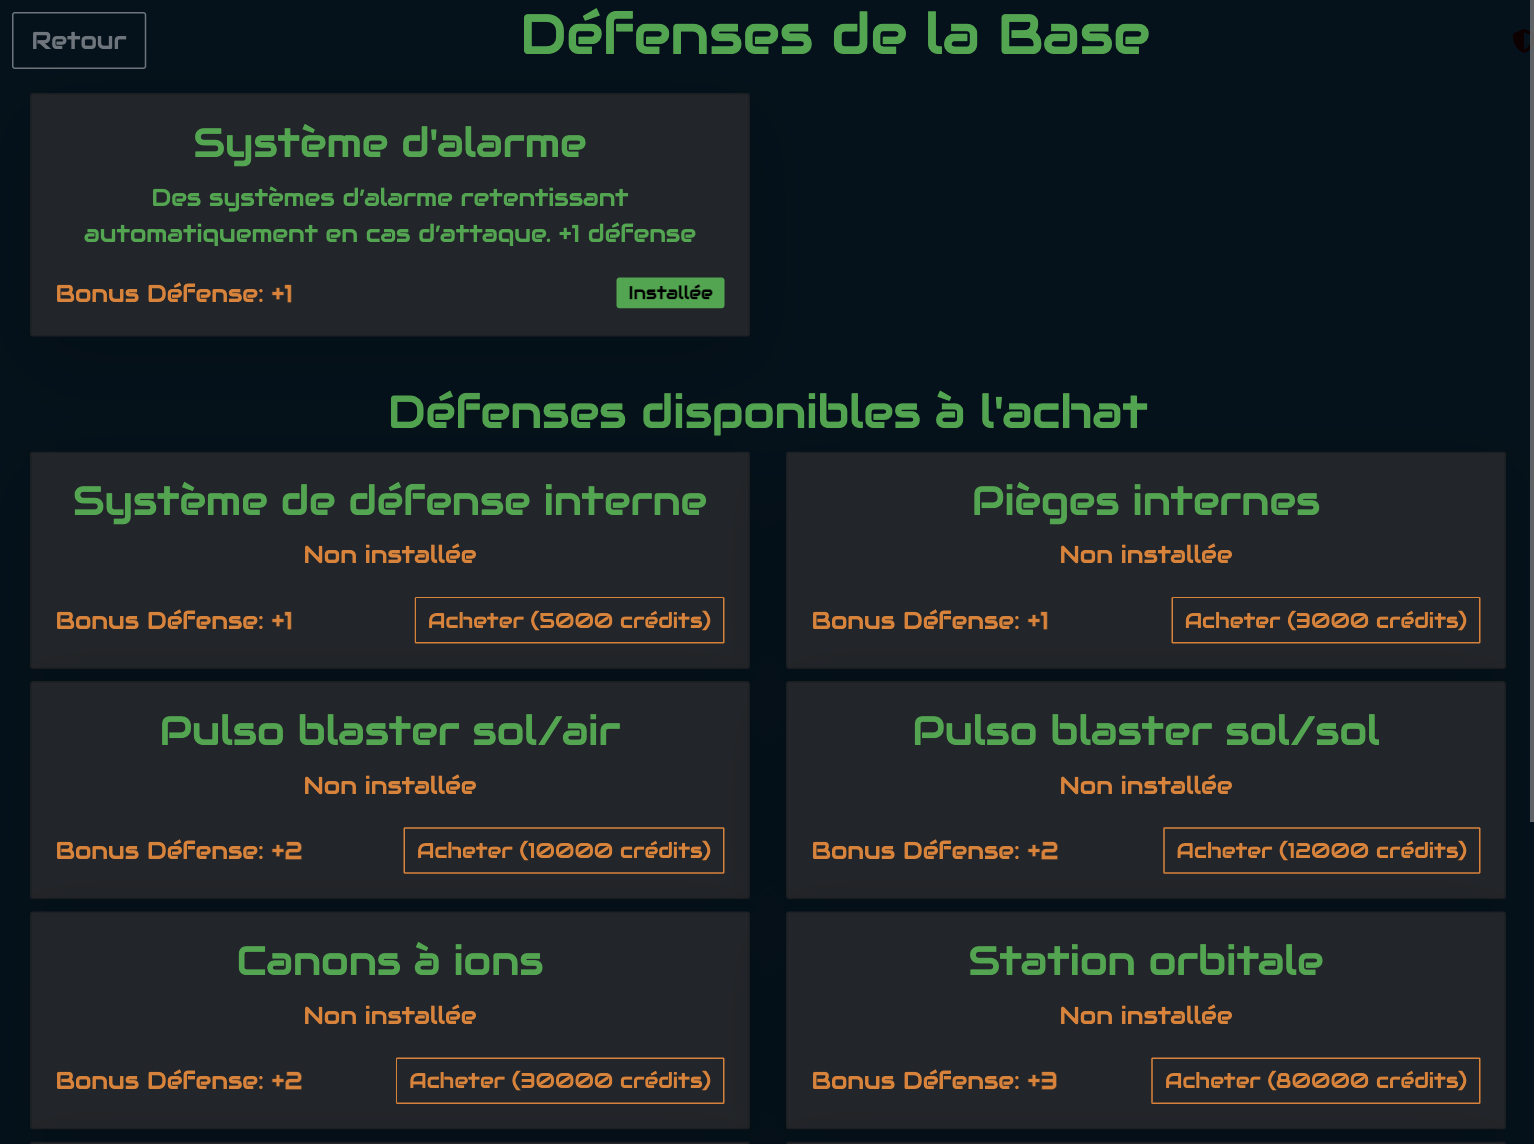 Retour
Défenses de la Base
Système d'alarme
Des systèmes d’alarme retentissant
automatiquement en cas d’attaque. +1 défense
Bonus Défense: +1
Installée
Défenses disponibles à l'achat
Système de défense interne
Non installée
Bonus Défense: +1
Acheter (5000 crédits)
Pièges internes
Non installée
Bonus Défense: +1
Acheter (3000 crédits)
Pulso blaster sol/air
Non installée
Bonus Défense: +2
Acheter (10000 crédits)
Pulso blaster sol/sol
Non installée
Bonus Défense: +2
Acheter (12000 crédits)
Canons à ions
Non installée
Bonus Défense: +2
Acheter (30000 crédits)
Station orbitale
Non installée
Bonus Défense: +3
Acheter (80000 crédits)